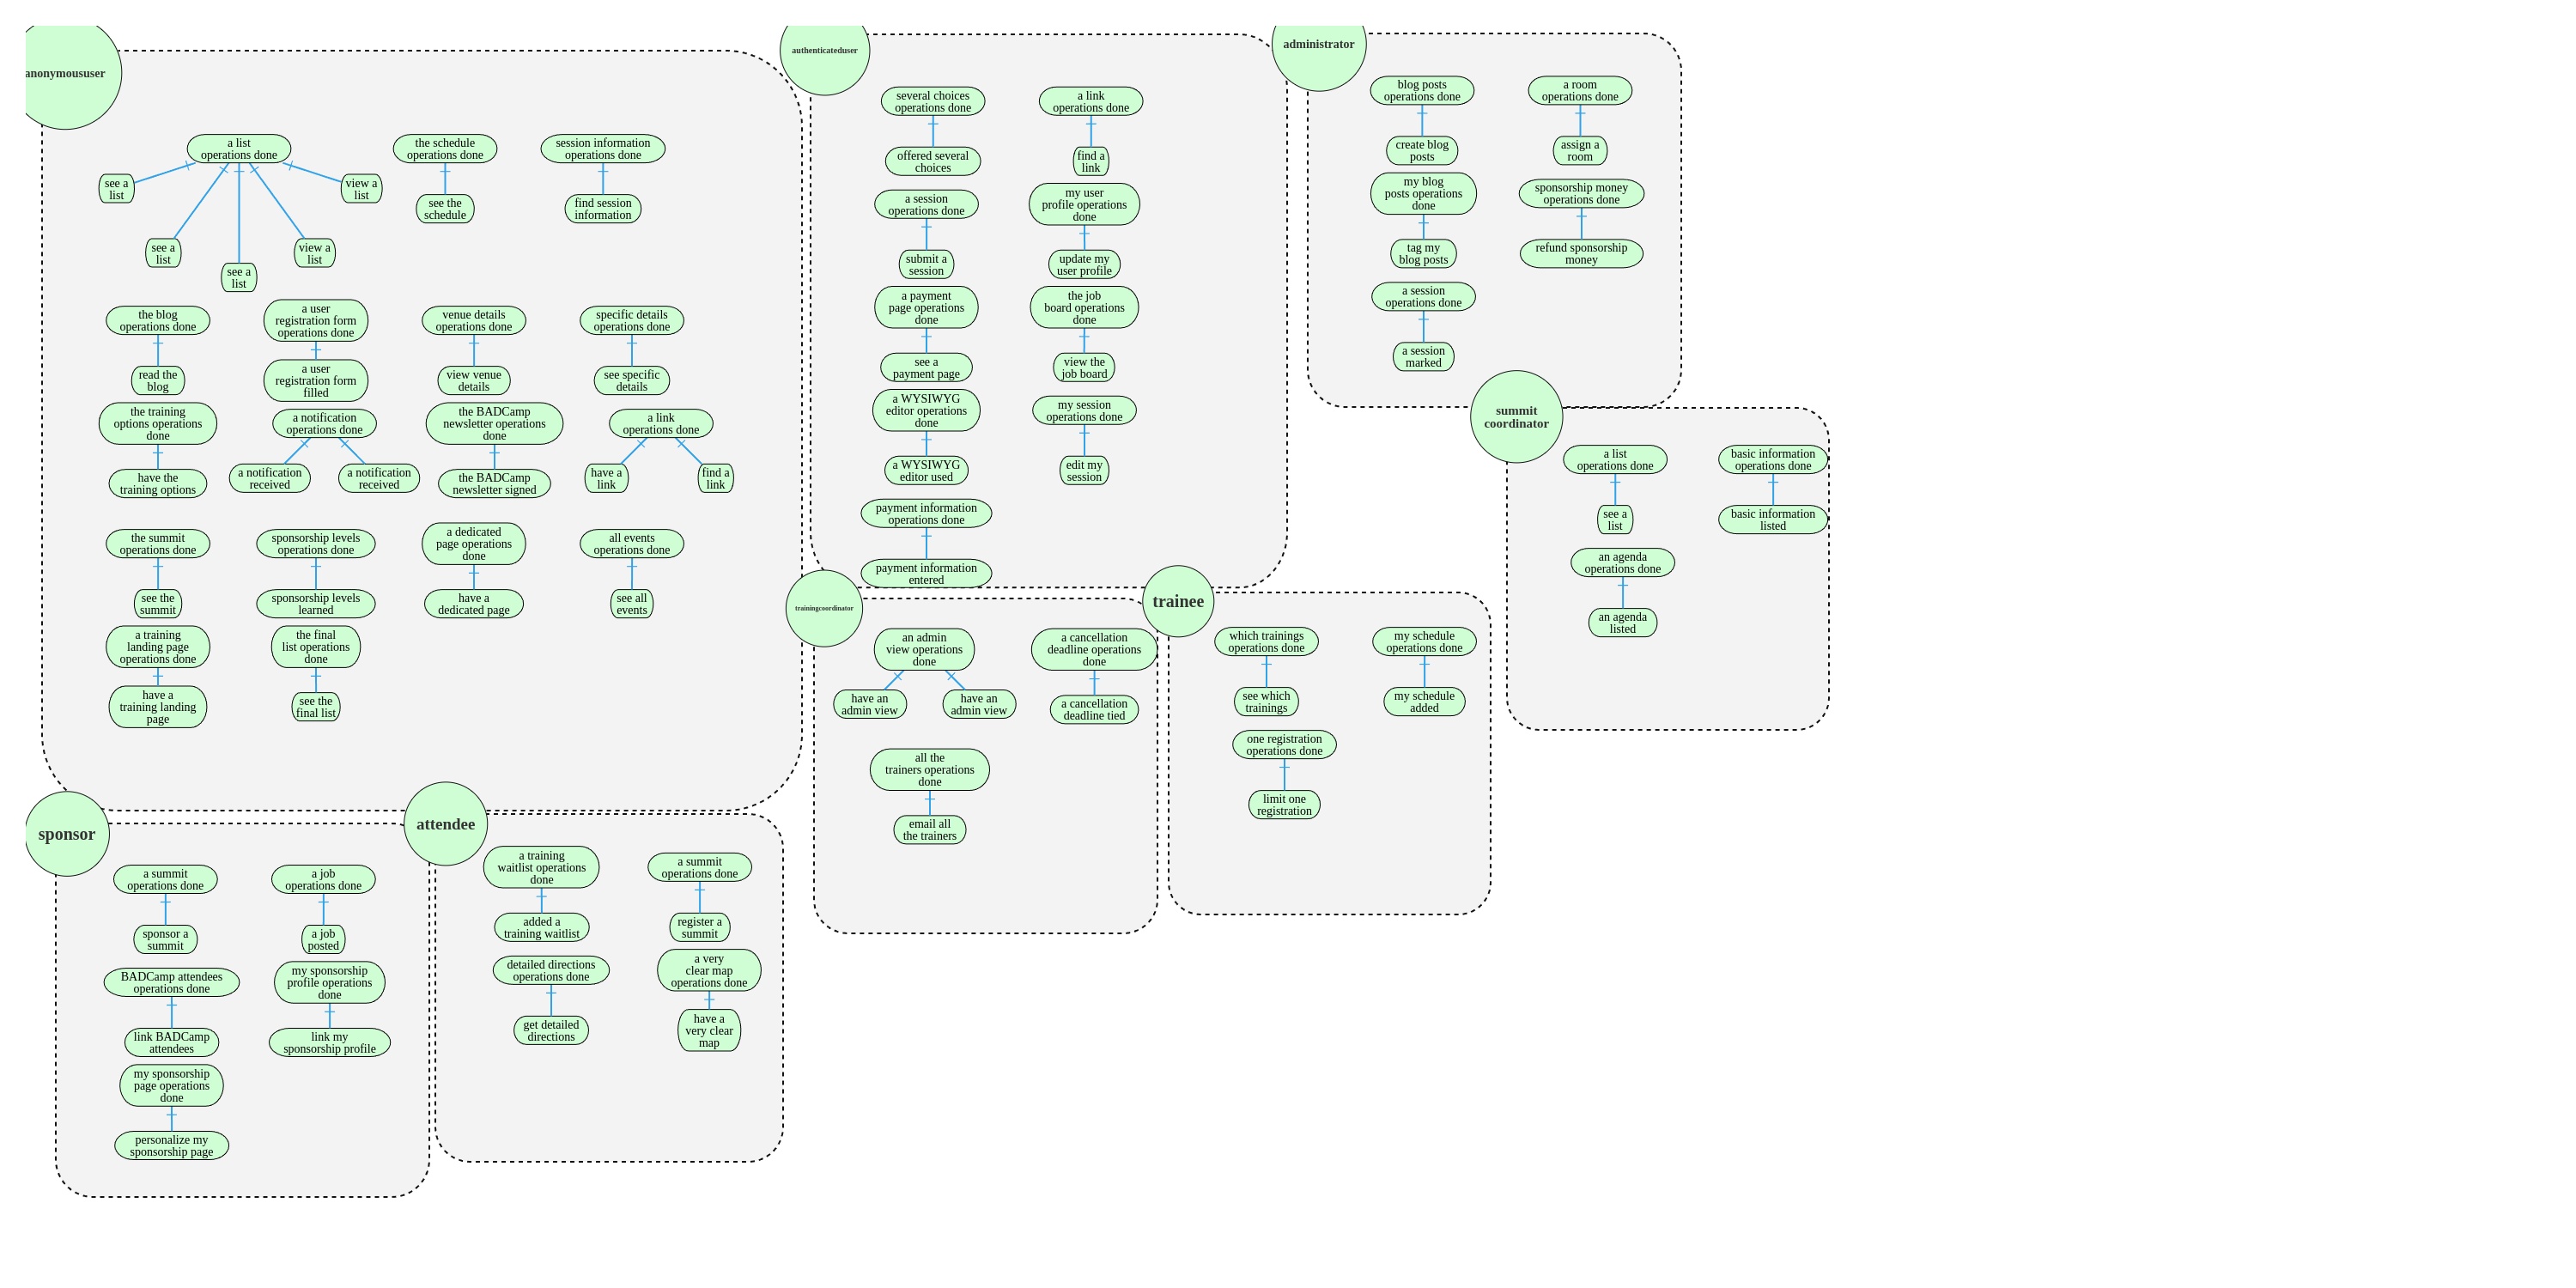 anonymoususer
a list
operations done
see a
list
see a
list
see a
list
view a
list
view a
list
the schedule
operations done
see the
schedule
session information
operations done
find session
information
the blog
operations done
read the
blog
a user
registration form
operations done
a user
registration form
filled
venue details
operations done
view venue
details
specific details
operations done
see specific
details
the training
options operations
done
have the
training options
a notification
operations done
a notification
received
a notification
received
the BADCamp
newsletter operations
done
the BADCamp
newsletter signed
a link
operations done
have a
link
find a
link
the summit
operations done
see the
summit
sponsorship levels
operations done
sponsorship levels
learned
a dedicated
page operations
done
have a
dedicated page
all events
operations done
see all
events
a training
landing page
operations done
have a
training landing
page
the final
list operations
done
see the
final list
authenticateduser
several choices
operations done
offered several
choices
a link
operations done
find a
link
a session
operations done
submit a
session
my user
profile operations
done
update my
user profile
a payment
page operations
done
see a
payment page
the job
board operations
done
view the
job board
a WYSIWYG
editor operations
done
a WYSIWYG
editor used
my session
operations done
edit my
session
payment information
operations done
payment information
entered
administrator
blog posts
operations done
create blog
posts
a room
operations done
assign a
room
my blog
posts operations
done
tag my
blog posts
sponsorship money
operations done
refund sponsorship
money
a session
operations done
a session
marked
summit
coordinator
a list
operations done
see a
list
basic information
operations done
basic information
listed
an agenda
operations done
an agenda
listed
trainingcoordinator
an admin
view operations
done
have an
admin view
have an
admin view
a cancellation
deadline operations
done
a cancellation
deadline tied
all the
trainers operations
done
email all
the trainers
trainee
which trainings
operations done
see which
trainings
my schedule
operations done
my schedule
added
one registration
operations done
limit one
registration
sponsor
a summit
operations done
sponsor a
summit
a job
operations done
a job
posted
BADCamp attendees
operations done
link BADCamp
attendees
my sponsorship
profile operations
done
link my
sponsorship profile
my sponsorship
page operations
done
personalize my
sponsorship page
attendee
a training
waitlist operations
done
added a
training waitlist
a summit
operations done
register a
summit
detailed directions
operations done
get detailed
directions
a very
clear map
operations done
have a
very clear
map